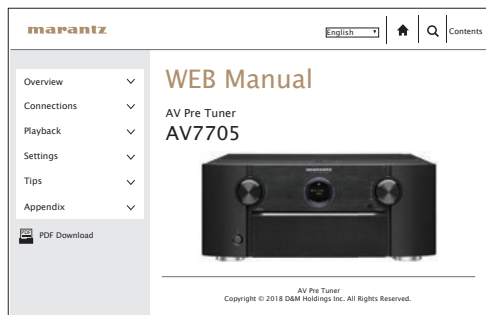 marantz
English
Contents
Overview
Connections
Playback
Settings
Tips
Appendix
PDF Download
WEB Manual
AV Pre Tuner
AV7705
marantz
AV Pre Tuner
Copyright © 2018 D&M Holdings Inc. All Rights Reserved.